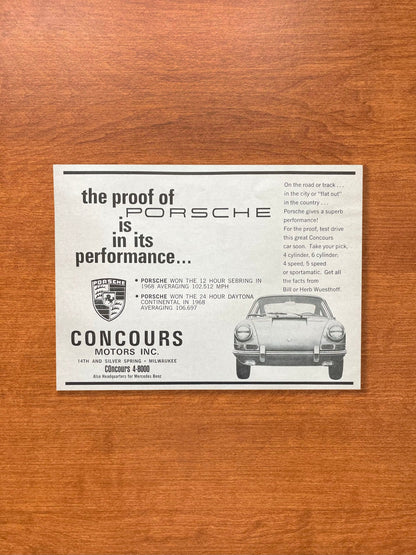 the proof of
PORSCHE
is
in its
performance...
PORSCHE
• PORSCHE WON THE 12 HOUR SEBRING IN
1968 AVERAGING 102.512 MPH
• PORSCHE WON THE 24 HOUR DAYTONA
CONTINENTAL IN 1968
AVERAGING 106.697
CONCOURS
MOTORS INC.
14TH AND SILVER SPRING • MILWAUKEE
COncours 4-8000
Also Headquarters for Mercedes Benz
On the road or track . . .
in the city or "flat out"
in the country . . .
Porsche gives a superb
performance!
For the proof, test drive
this great Concours
car soon. Take your pick,
4 cylinder, 6 cylinder;
4 speed, 5 speed
or sportamatic. Get all
the facts from
Bill or Herb Wuesthoff.